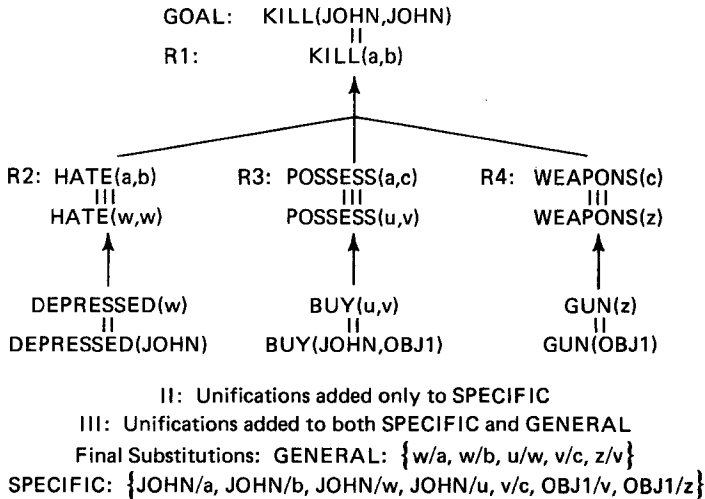 GOAL: KILL(JOHN,JOHN)
||
R1: KILL(a,b)
R2: HATE(a,b) R3: POSSESS(a,c) R4: WEAPONS(c)
||| ||| |||
HATE(w,w) POSSESS(u,v) WEAPONS(z)
DEPRESSED(w) BUY(u,v) GUN(z)
|| || ||
DEPRESSED(JOHN) BUY(JOHN,OBJ1) GUN(OBJ1)
||: Unifications added only to SPECIFIC
|||: Unifications added to both SPECIFIC and GENERAL
Final Substitutions: GENERAL: {w/a, w/b, u/w, v/c, z/v}
SPECIFIC: {JOHN/a, JOHN/b, JOHN/w, JOHN/u, v/c, OBJ1/v, OBJ1/z}